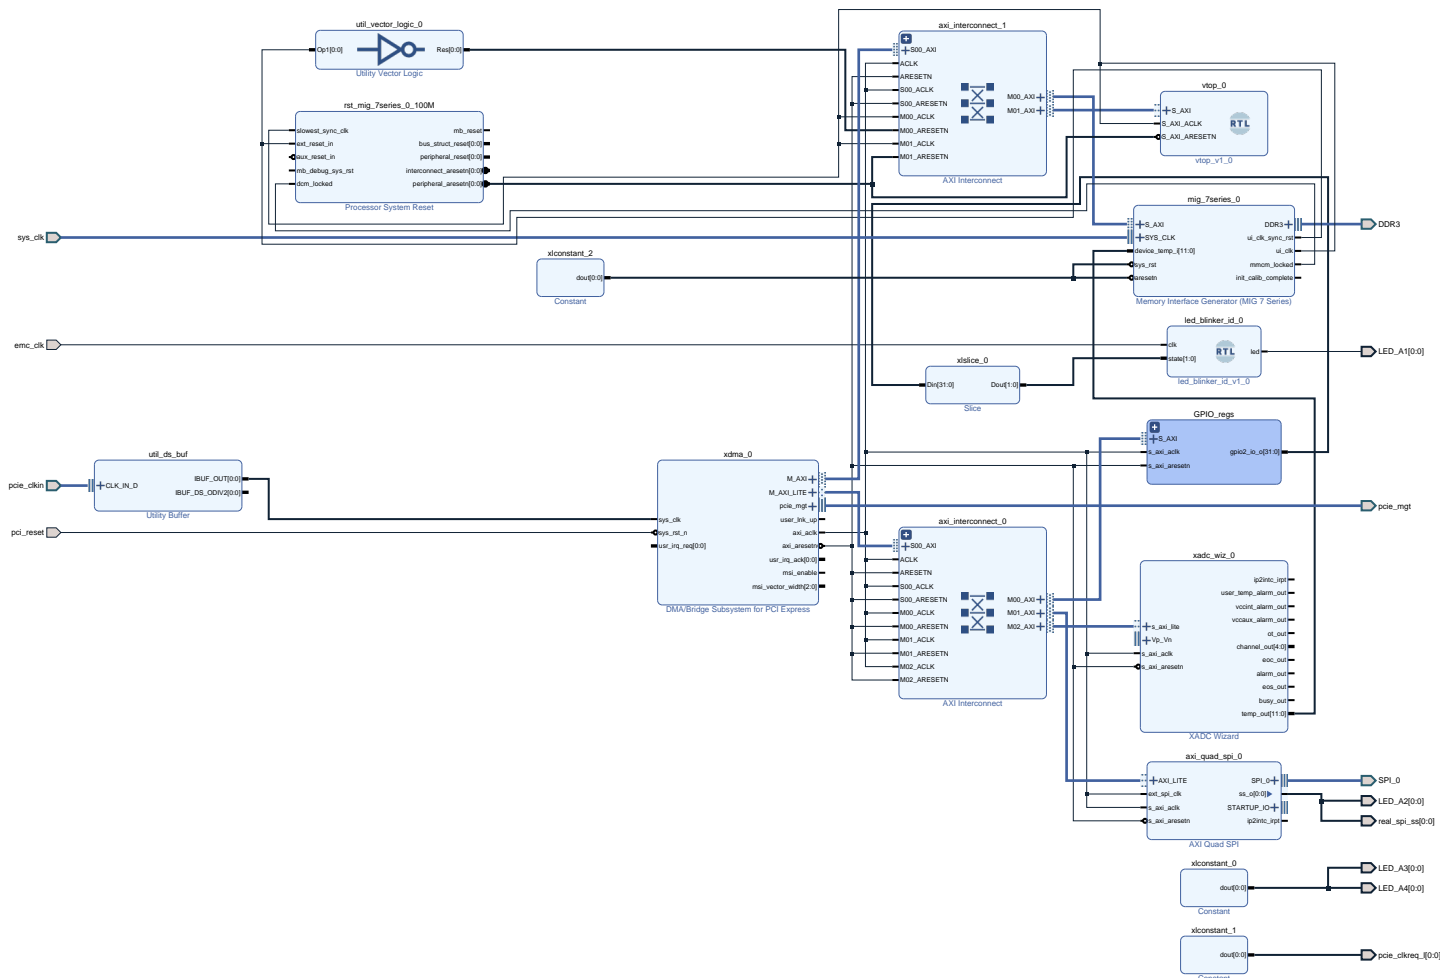 util_vector_logic_0
Op1[0:0]
Res[0:0]
Utility Vector Logic
rst_mig_7series_0_100M
slowest_sync_clk
ext_reset_in
aux_reset_in
mb_debug_sys_rst
dcm_locked
mb_reset
bus_struct_reset[0:0]
peripheral_reset[0:0]
interconnect_aresetn[0:0]
peripheral_aresetn[0:0]
Processor System Reset
axi_interconnect_1
S00_AXI
ACLK
ARESETN
S00_ACLK
S00_ARESETN
M00_ACLK
M00_ARESETN
M01_ACLK
M01_ARESETN
M00_AXI
M01_AXI
AXI Interconnect
vtop_0
S_AXI
S_AXI_ACLK
S_AXI_ARESETN
RTL
vtop_v1_0
mig_7series_0
S_AXI
SYS_CLK
device_temp_i[11:0]
sys_rst
aresetn
DDR3
ui_clk_sync_rst
ui_clk
mmcm_locked
init_calib_complete
Memory Interface Generator (MIG 7 Series)
DDR3
sys_clk
xlconstant_2
dout[0:0]
Constant
emc_clk
led_blinker_id_0
clk
state[1:0]
RTL
led
led_blinker_id_v1_0
LED_A1[0:0]
xlslice_0
Din[31:0]
Dout[1:0]
Slice
GPIO_regs
S_AXI
s_axi_aclk
s_axi_aresetn
gpio2_io_o[31:0]
util_ds_buf
CLK_IN_D
IBUF_OUT[0:0]
IBUF_DS_ODIV2[0:0]
Utility Buffer
pcie_clkin
pci_reset
xdma_0
sys_clk
sys_rst_n
usr_irq_req[0:0]
M_AXI
M_AXI_LITE
pcie_mgt
user_lnk_up
axi_aclk
axi_aresetn
usr_irq_ack[0:0]
msi_enable
msi_vector_width[2:0]
DMA/Bridge Subsystem for PCI Express
pcie_mgt
axi_interconnect_0
S00_AXI
ACLK
ARESETN
S00_ACLK
S00_ARESETN
M00_ACLK
M00_ARESETN
M01_ACLK
M01_ARESETN
M02_ACLK
M02_ARESETN
M00_AXI
M01_AXI
M02_AXI
AXI Interconnect
xadc_wiz_0
s_axi_lite
Vp_Vn
s_axi_aclk
s_axi_aresetn
ip2intc_irpt
user_temp_alarm_out
vccint_alarm_out
vccaux_alarm_out
ot_out
channel_out[4:0]
eoc_out
alarm_out
eos_out
busy_out
temp_out[11:0]
XADC Wizard
axi_quad_spi_0
AXI_LITE
ext_spi_clk
s_axi_aclk
s_axi_aresetn
SPI_0
ss_o[0:0]
STARTUP_IO
ip2intc_irpt
AXI Quad SPI
SPI_0
LED_A2[0:0]
real_spi_ss[0:0]
xlconstant_0
dout[0:0]
Constant
LED_A3[0:0]
LED_A4[0:0]
xlconstant_1
dout[0:0]
Constant
pcie_clkreq_l[0:0]